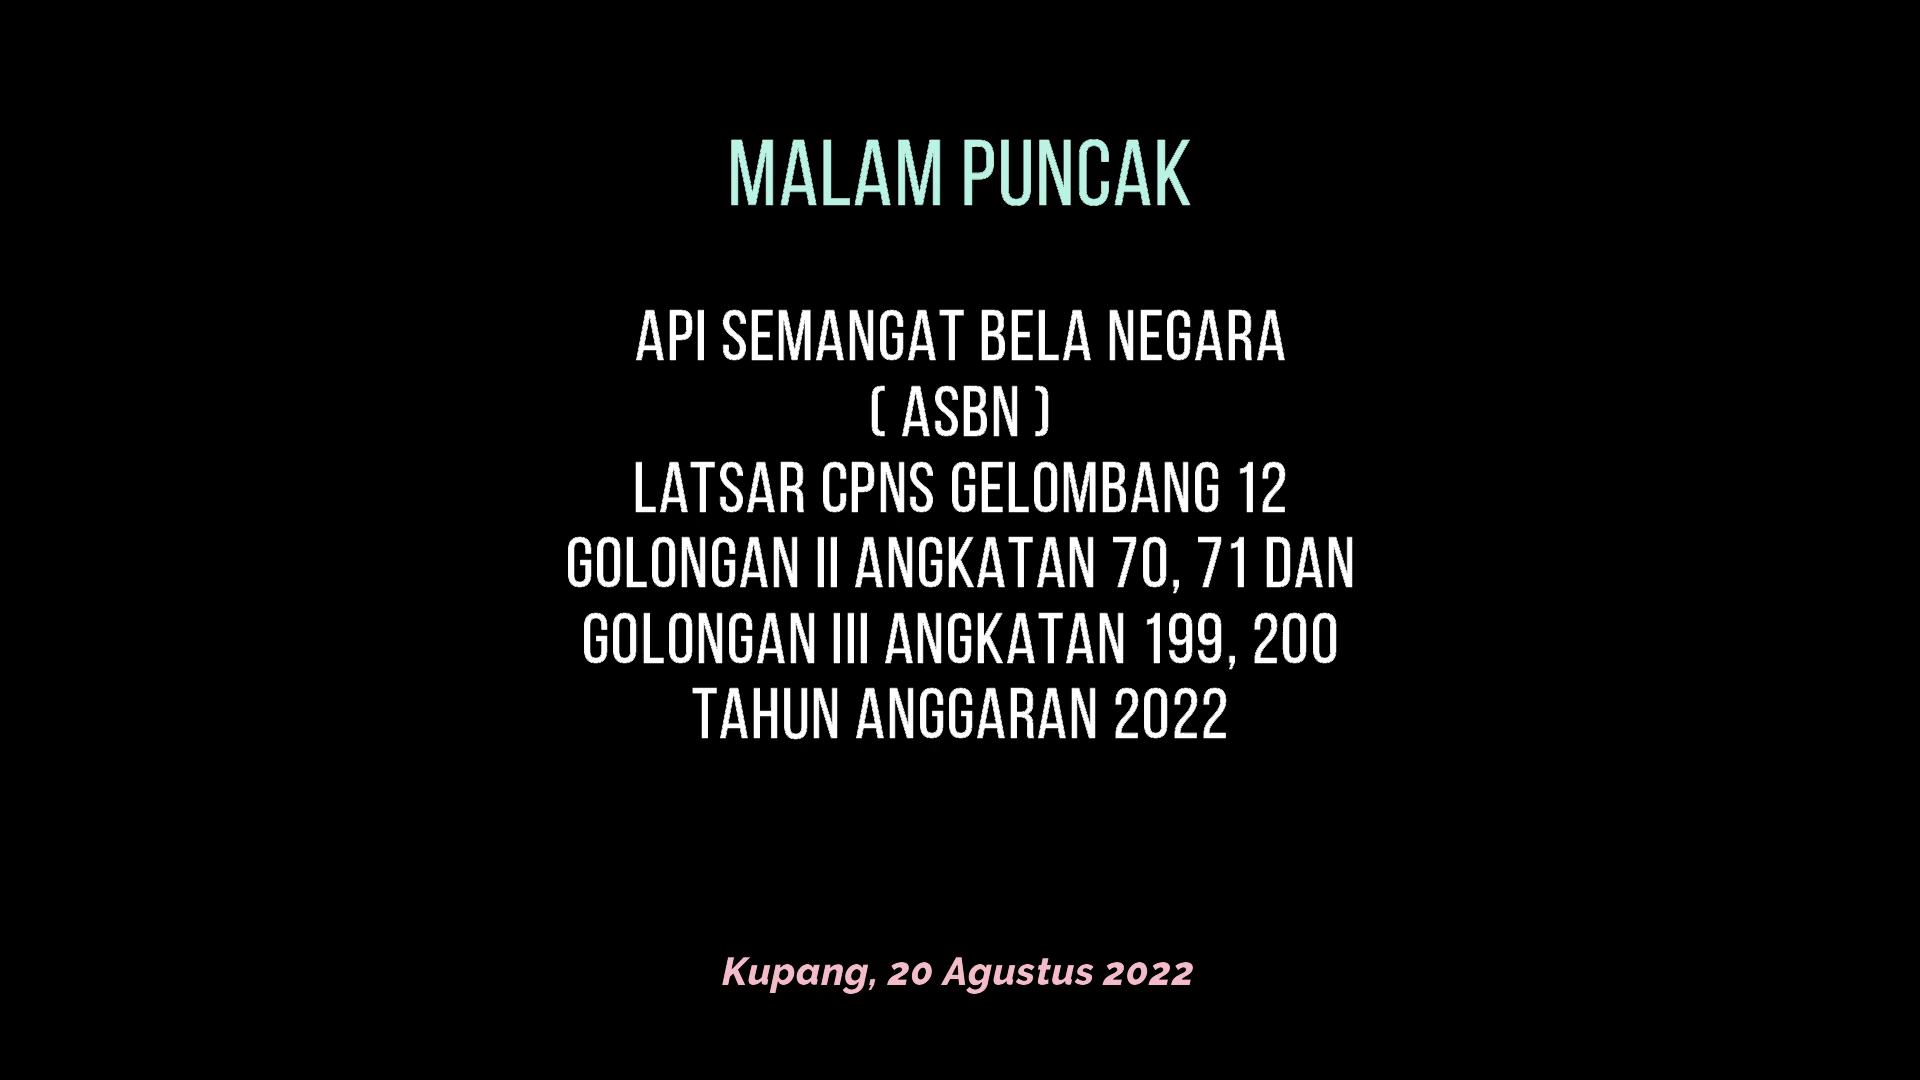 MALAM PUNCAK
API SEMANGAT BELA NEGARA
( ASBN )
LATSAR CPNS GELOMBANG 12
GOLONGAN II ANGKATAN 70, 71 DAN
GOLONGAN III ANGKATAN 199, 200
TAHUN ANGGARAN 2022
Kupang, 20 Agustus 2022